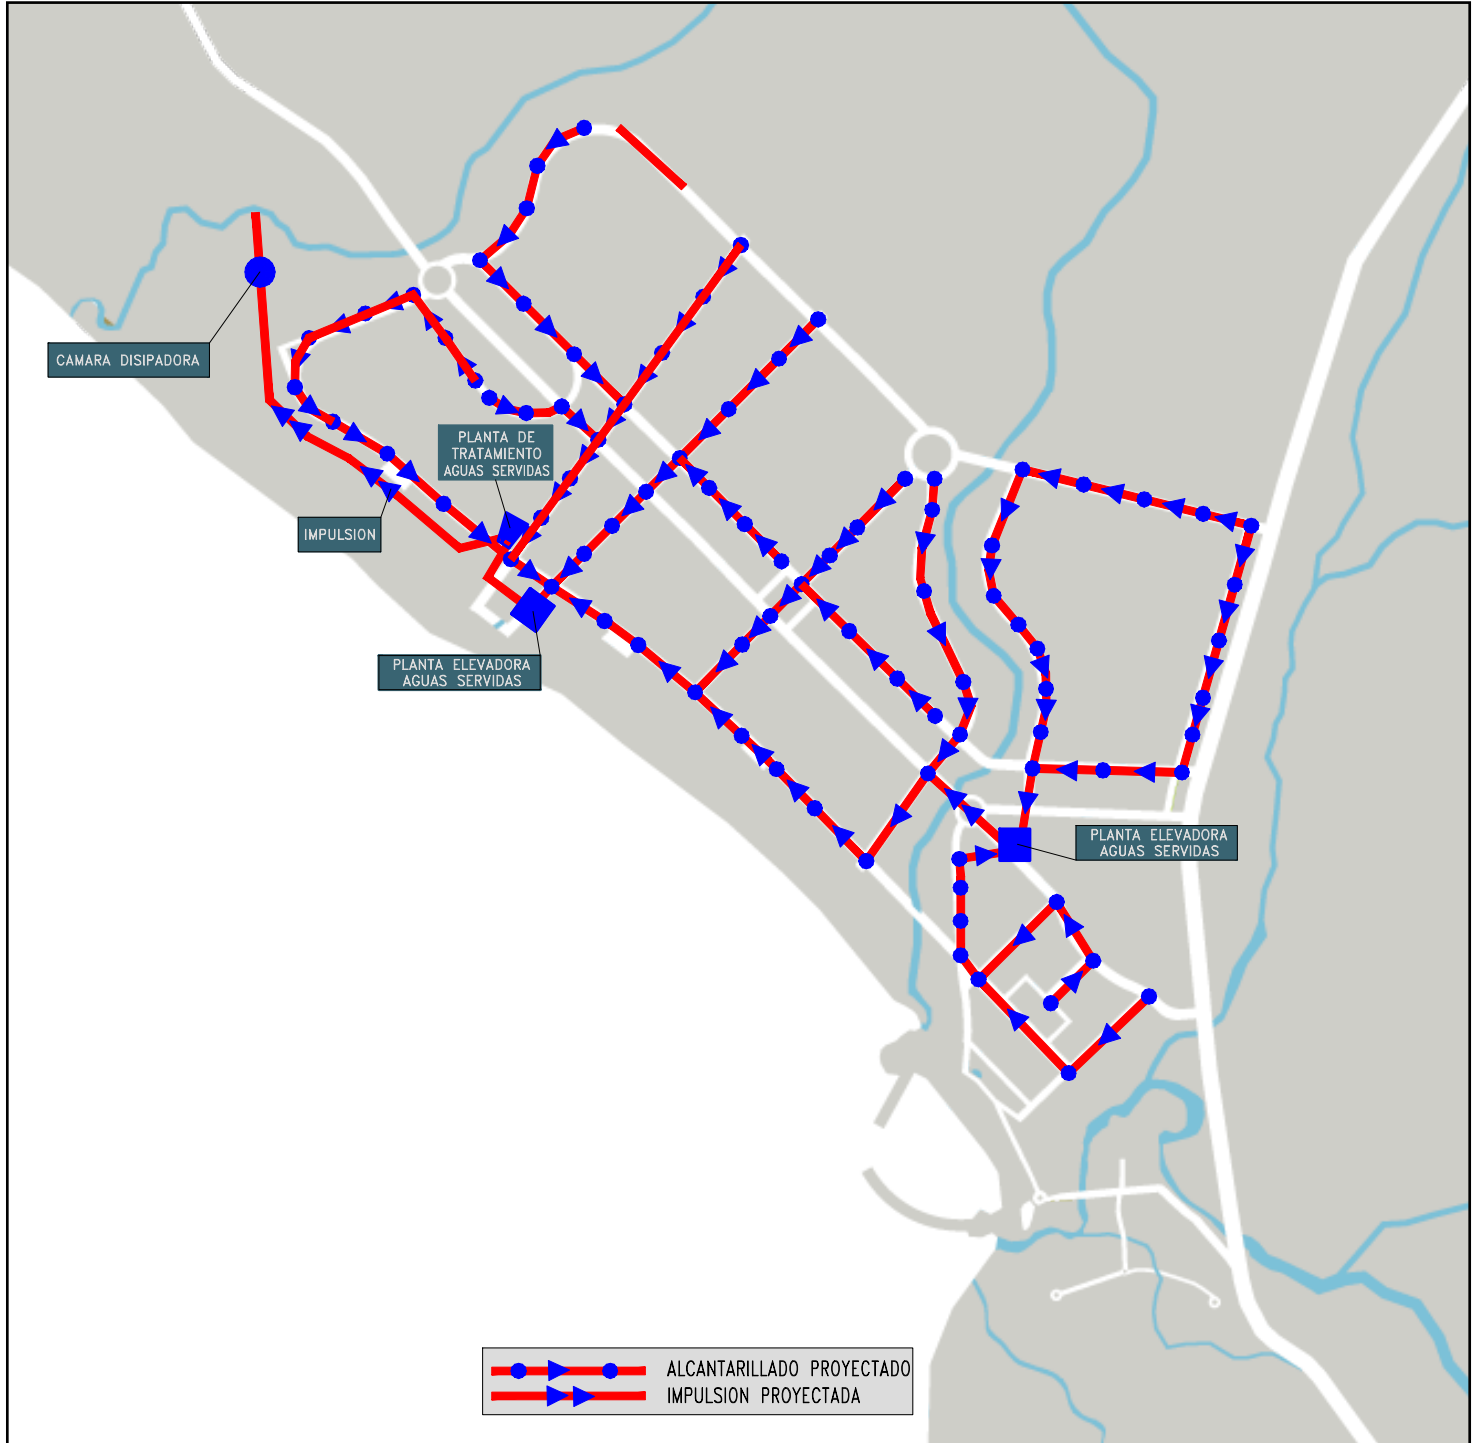 CAMARA DISIPADORA
PLANTA DE
TRATAMIENTO
AGUAS SERVIDAS
IMPULSION
PLANTA ELEVADORA
AGUAS SERVIDAS
PLANTA ELEVADORA
AGUAS SERVIDAS
ALCANTARILLADO PROYECTADO
IMPULSION PROYECTADA